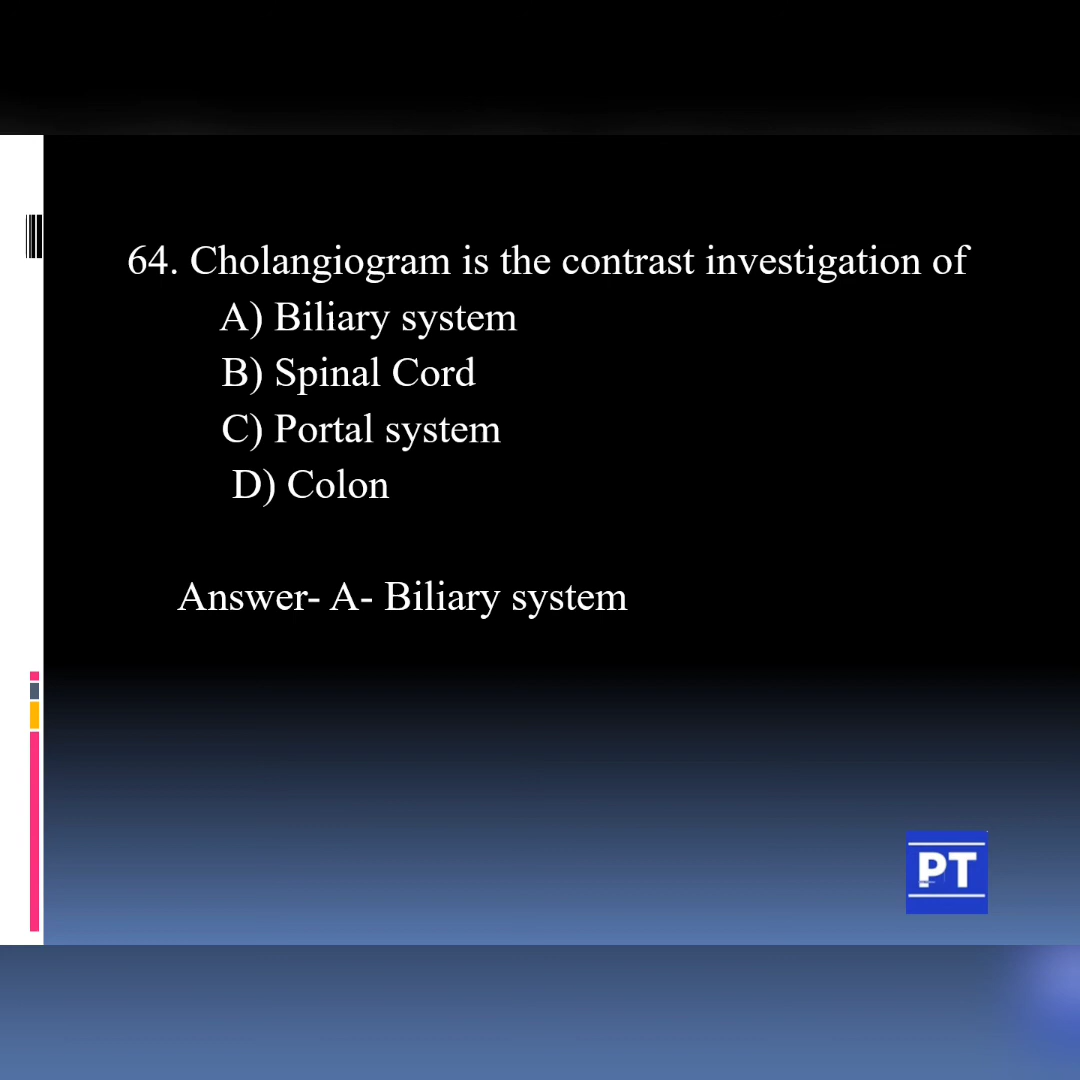 64. Cholangiogram is the contrast investigation of
A) Biliary system
B) Spinal Cord
C) Portal system
D) Colon
Answer- A- Biliary system
PT